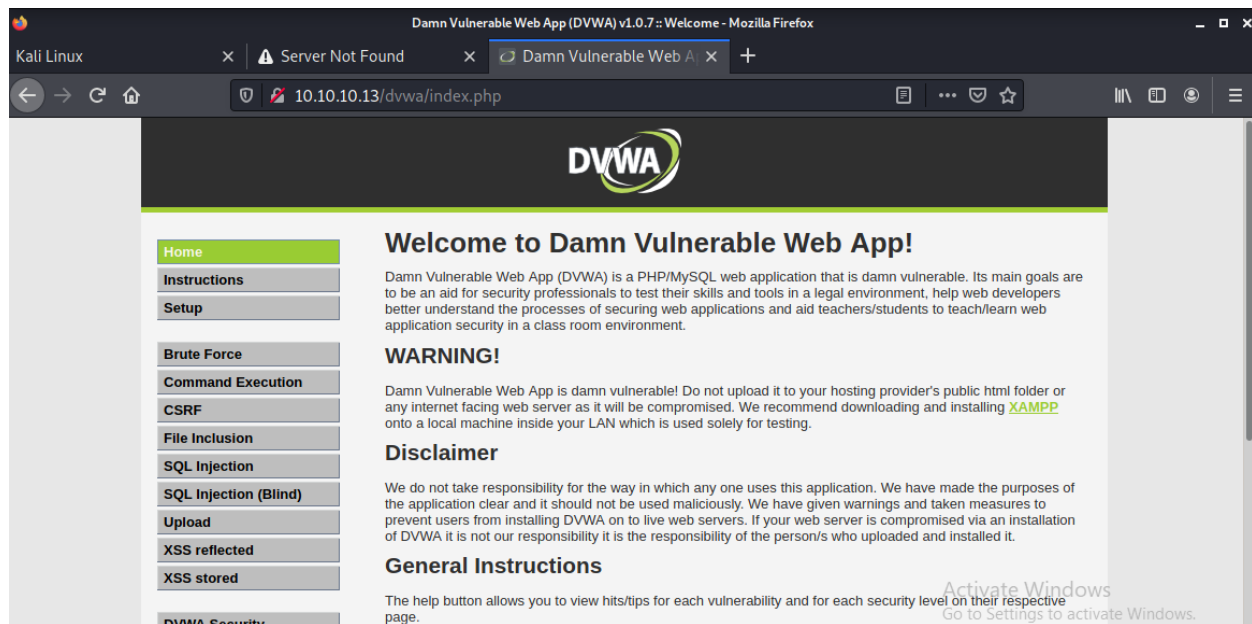 Damn Vulnerable Web App (DVWA) v1.0.7 :: Welcome - Mozilla Firefox
Kali Linux
Server Not Found
Damn Vulnerable Web A
10.10.10.13/dvwa/index.php
DVWA
Home
Instructions
Setup
Brute Force
Command Execution
CSRF
File Inclusion
SQL Injection
SQL Injection (Blind)
Upload
XSS reflected
XSS stored
DVWA Security
Welcome to Damn Vulnerable Web App!
Damn Vulnerable Web App (DVWA) is a PHP/MySQL web application that is damn vulnerable. Its main goals are
to be an aid for security professionals to test their skills and tools in a legal environment, help web developers
better understand the processes of securing web applications and aid teachers/students to teach/learn web
application security in a class room environment.
WARNING!
Damn Vulnerable Web App is damn vulnerable! Do not upload it to your hosting provider's public html folder or
any internet facing web server as it will be compromised. We recommend downloading and installing XAMPP
onto a local machine inside your LAN which is used solely for testing.
Disclaimer
We do not take responsibility for the way in which any one uses this application. We have made the purposes of
the application clear and it should not be used maliciously. We have given warnings and taken measures to
prevent users from installing DVWA on to live web servers. If your web server is compromised via an installation
of DVWA it is not our responsibility it is the responsibility of the person/s who uploaded and installed it.
General Instructions
The help button allows you to view hits/tips for each vulnerability and for each security level on their respective
page.
Activate Windows
Go to Settings to activate Windows.